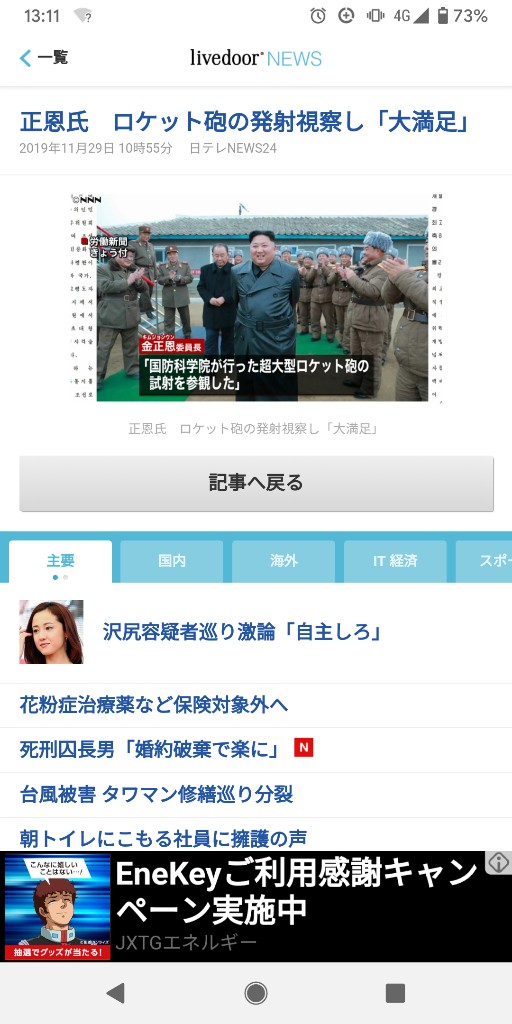 13:11
4G
73%
一覧
livedoor NEWS
正恩氏　ロケット砲の発射視察し「大満足」
2019年11月29日 10時55分　日テレNEWS24
©NNN
労働新聞
きょう付
キムジョンウン
金正恩委員長
「国防科学院が行った超大型ロケット砲の
試射を参観した」
正恩氏　ロケット砲の発射視察し「大満足」
記事へ戻る
主要
国内
海外
IT 経済
スポー
沢尻容疑者巡り激論「自主しろ」
花粉症治療薬など保険対象外へ
死刑囚長男「婚約破棄で楽に」 N
台風被害 タワマン修繕巡り分裂
朝トイレにこもる社員に擁護の声
こんなに嬉しい
ことはない…!
抽選でグッズが当たる!
EneKeyご利用感謝キャン
ペーン実施中
JXTGエネルギー